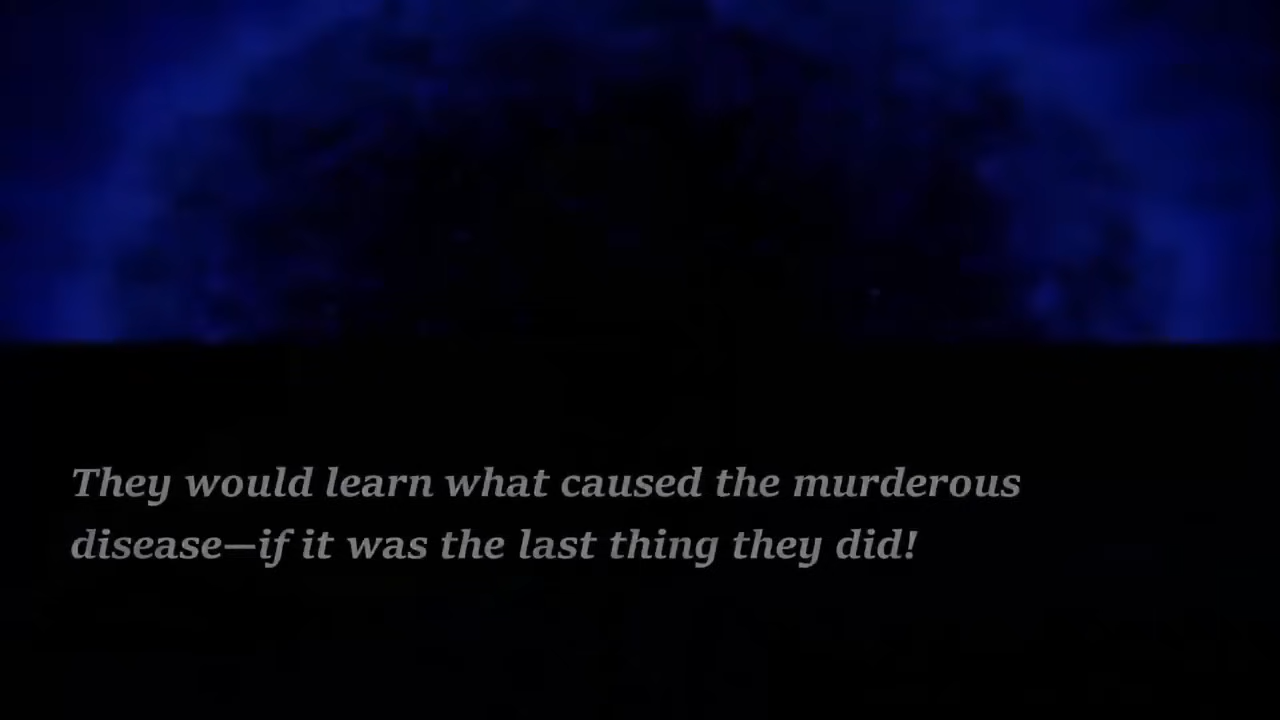 They would learn what caused the murderous
disease—if it was the last thing they did!